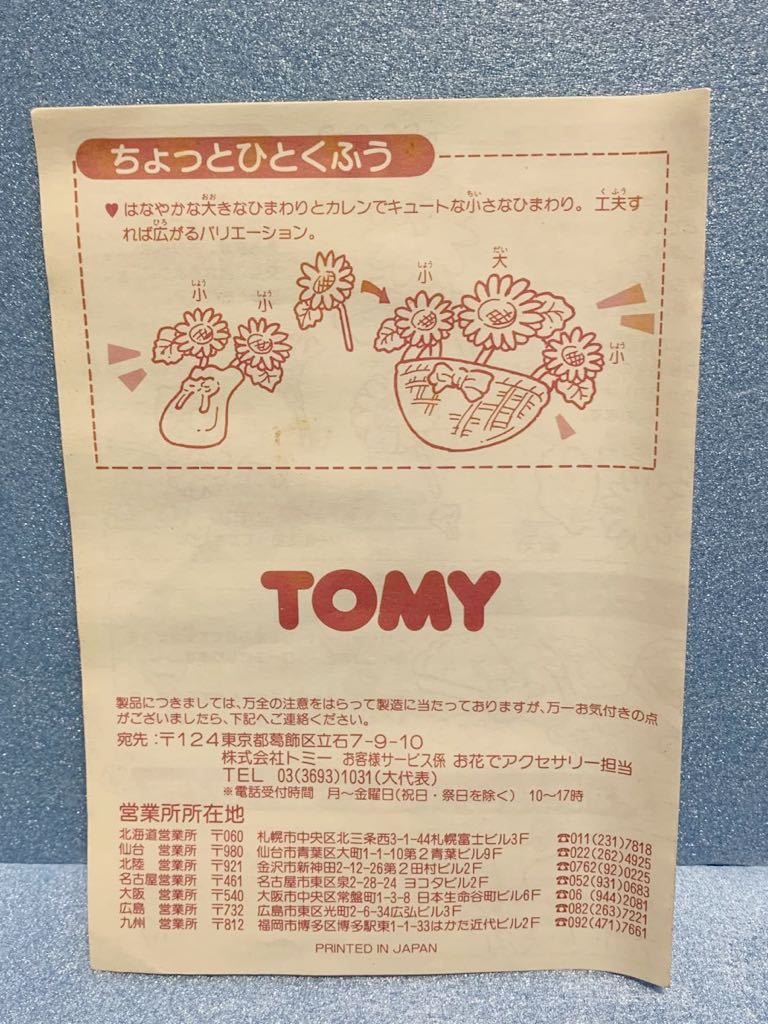 ちょっとひとくふう
♥はなやかな大きなひまわりとカレンでキュートな小さなひまわり。工夫す
れば広がるバリエーション。
小
小
小
大
小
TOMY
製品につきましては、万全の注意をはらって製造に当たっておりますが、万一お気付きの点
がございましたら、下記へご連絡ください。
宛先：〒124東京都葛飾区立石7-9-10
株式会社トミー お客様サービス係 お花でアクセサリー担当
TEL 03(3693)1031(大代表)
※電話受付時間 月〜金曜日(祝日・祭日を除く) 10〜17時
営業所所在地
北海道営業所 〒060 札幌市中央区北三条西3-1-44札幌富士ビル3F ☎011(231)7818
仙台 営業所 〒980 仙台市青葉区大町1-1-10第2青葉ビル9F ☎022(262)4925
北陸 営業所 〒921 金沢市新神田2-12-26第2田村ビル2F ☎0762(92)0225
名古屋営業所 〒461 名古屋市東区泉2-28-24 ヨコタビル2F ☎052(931)0683
大阪 営業所 〒540 大阪市中央区常盤町1-3-8 日本生命谷町ビル6F ☎06(944)2081
広島 営業所 〒732 広島市東区光町2-6-34広弘ビル3F ☎082(263)7221
九州 営業所 〒812 福岡市博多区博多駅東1-1-33はかた近代ビル2F ☎092(471)7661
PRINTED IN JAPAN